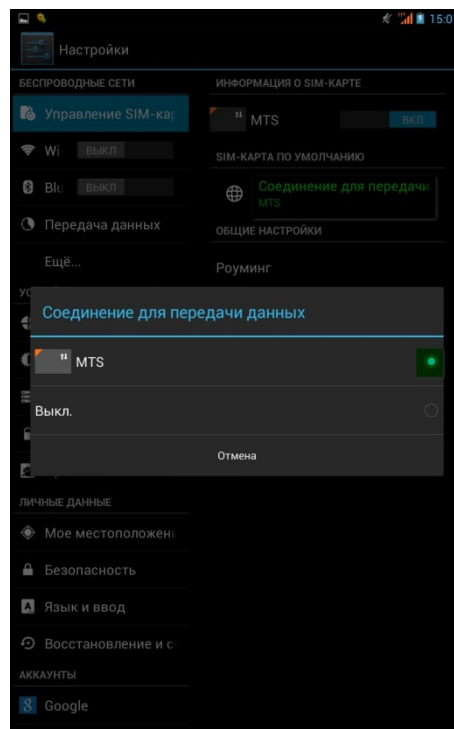 15:0
Настройки
БЕСПРОВОДНЫЕ СЕТИ
Управление SIM-кар
Wi-
ВЫКЛ
Blu
ВЫКЛ
Передача данных
Ещё...
УС
ИНФОРМАЦИЯ О SIM-КАРТЕ
MTS
ВКЛ
SIM-КАРТА ПО УМОЛЧАНИЮ
Соединение для передачи
MTS
ОБЩИЕ НАСТРОЙКИ
Роуминг
Соединение для передачи данных
MTS
Выкл.
Отмена
ЛИЧНЫЕ ДАННЫЕ
Мое местоположени
Безопасность
Язык и ввод
Восстановление и с
АККАУНТЫ
Google